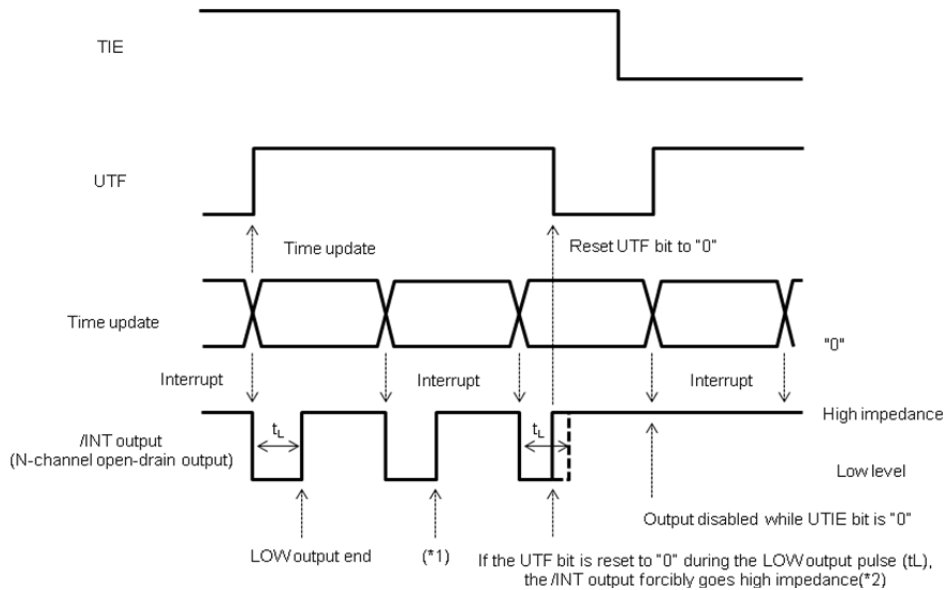 TIE
UTF
Time update
Reset UTF bit to "0"
Time update
"0"
Interrupt
Interrupt
Interrupt
High impedance
/INT output
(N-channel open-drain output)
tL
tL
Low level
Output disabled while UTIE bit is "0"
LOW output end
(*1)
If the UTF bit is reset to "0" during the LOW output pulse (tL),
the /INT output forcibly goes high impedance(*2)